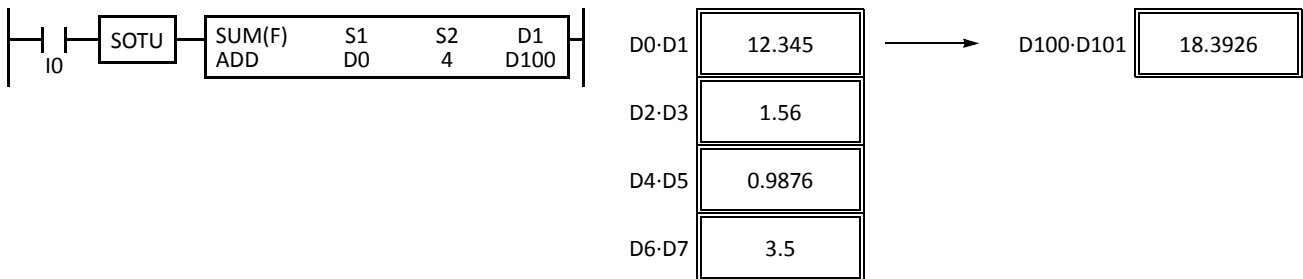 I0
SOTU
SUM(F) S1 S2 D1
ADD D0 4 D100
D0·D1 12.345
D100·D101 18.3926
D2·D3 1.56
D4·D5 0.9876
D6·D7 3.5